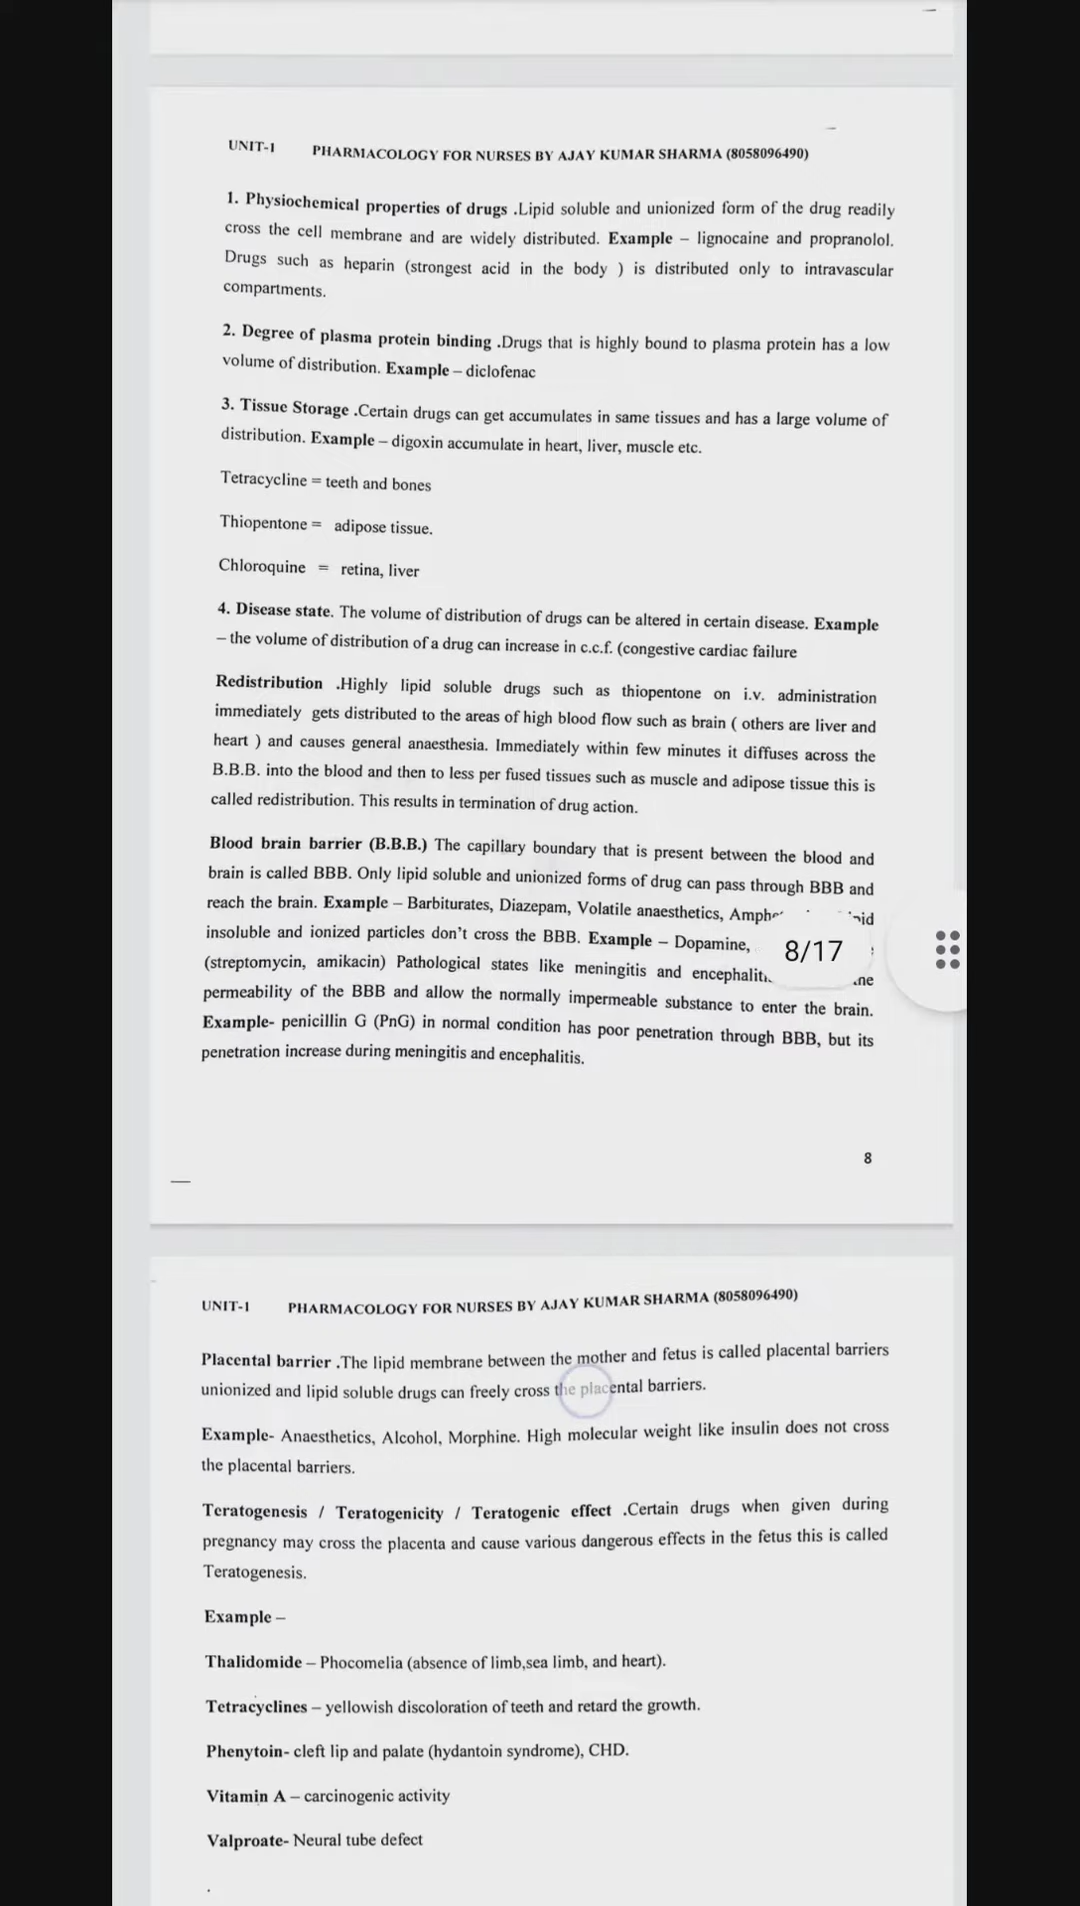 UNIT-1 PHARMACOLOGY FOR NURSES BY AJAY KUMAR SHARMA (8058096490)
1. Physiochemical properties of drugs .Lipid soluble and unionized form of the drug readily
cross the cell membrane and are widely distributed. Example – lignocaine and propranolol.
Drugs such as heparin (strongest acid in the body ) is distributed only to intravascular
compartments.
2. Degree of plasma protein binding .Drugs that is highly bound to plasma protein has a low
volume of distribution. Example – diclofenac
3. Tissue Storage .Certain drugs can get accumulates in same tissues and has a large volume of
distribution. Example – digoxin accumulate in heart, liver, muscle etc.
Tetracycline = teeth and bones
Thiopentone = adipose tissue.
Chloroquine = retina, liver
4. Disease state. The volume of distribution of drugs can be altered in certain disease. Example
– the volume of distribution of a drug can increase in c.c.f. (congestive cardiac failure
Redistribution .Highly lipid soluble drugs such as thiopentone on i.v. administration
immediately gets distributed to the areas of high blood flow such as brain ( others are liver and
heart ) and causes general anaesthesia. Immediately within few minutes it diffuses across the
B.B.B. into the blood and then to less per fused tissues such as muscle and adipose tissue this is
called redistribution. This results in termination of drug action.
Blood brain barrier (B.B.B.) The capillary boundary that is present between the blood and
brain is called BBB. Only lipid soluble and unionized forms of drug can pass through BBB and
reach the brain. Example – Barbiturates, Diazepam, Volatile anaesthetics,
insoluble and ionized particles don't cross the BBB. Example – Dopamine, 8/17
(streptomycin, amikacin) Pathological states like meningitis and
permeability of the BBB and allow the normally impermeable substance to enter the brain.
Example- penicillin G (PnG) in normal condition has poor penetration through BBB, but its
penetration increase during meningitis and encephalitis.
8
UNIT-1 PHARMACOLOGY FOR NURSES BY AJAY KUMAR SHARMA (8058096490)
Placental barrier .The lipid membrane between the mother and fetus is called placental barriers
unionized and lipid soluble drugs can freely cross the placental barriers.
Example- Anaesthetics, Alcohol, Morphine. High molecular weight like insulin does not cross
the placental barriers.
Teratogenesis / Teratogenicity / Teratogenic effect .Certain drugs when given during
pregnancy may cross the placenta and cause various dangerous effects in the fetus this is called
Teratogenesis.
Example –
Thalidomide – Phocomelia (absence of limb,sea limb, and heart).
Tetracyclines – yellowish discoloration of teeth and retard the growth.
Phenytoin- cleft lip and palate (hydantoin syndrome), CHD.
Vitamin A – carcinogenic activity
Valproate- Neural tube defect
.